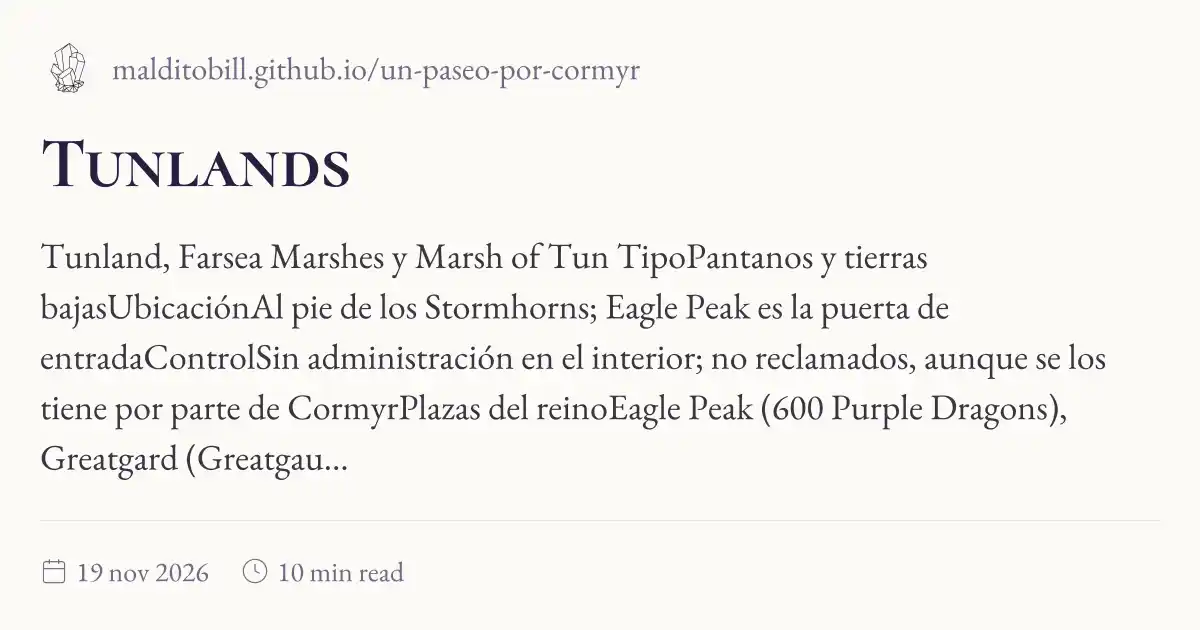 malditobill.github.io/un-paseo-por-cormyr
Tunlands
Tunland, Farsea Marshes y Marsh of Tun TipoPantanos y tierras
bajasUbicaciónAl pie de los Stormhorns; Eagle Peak es la puerta de
entradaControlSin administración en el interior; no reclamados, aunque se los
tiene por parte de CormyrPlazas del reinoEagle Peak (600 Purple Dragons),
Greatgard (Greatgau...
19 nov 2026
10 min read